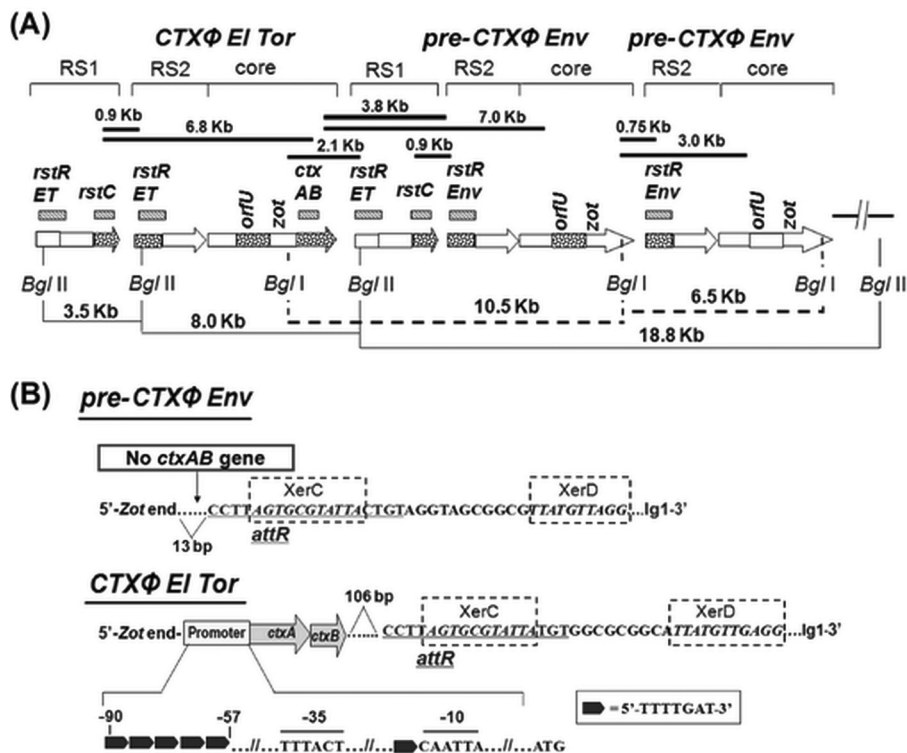 (A)
CTXΦ El Tor pre-CTXΦ Env pre-CTXΦ Env
RS1 RS2 core RS1 RS2 core RS2 core
0.9 Kb 3.8 Kb 0.75 Kb
6.8 Kb 7.0 Kb 3.0 Kb
2.1 Kb 0.9 Kb
rstR ET rstC rstR ET orfU zot ctx AB rstR ET rstC rstR Env orfU zot rstR Env orfU zot
Bgl II Bgl II Bgl I Bgl II Bgl I Bgl I Bgl II
3.5 Kb 8.0 Kb 10.5 Kb 6.5 Kb
18.8 Kb
(B)
pre-CTXΦ Env
No ctxAB gene
XerC XerD
5'-Zot end......CCTTAGTGCGTATTACTGTAGGTAGCGGCGTTATGTTAGG...Ig1-3'
13 bp
attR
CTXΦ El Tor
106 bp
XerC XerD
5'-Zot end- Promoter ctxA ctxB ......CCTTAGTGCGTATTATGTGGCGCGGCATTATGTTGAGG...Ig1-3'
attR
-90 -57 -35 -10
...//...TTTACT...//... CAATTA...//...ATG
=5'-TTTTGAT-3'